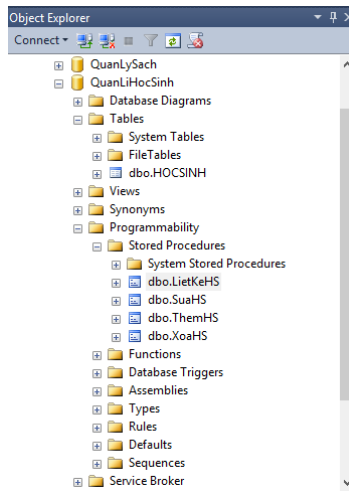 Object Explorer
Connect
QuanLySach
QuanLiHocSinh
Database Diagrams
Tables
System Tables
FileTables
dbo.HOCSINH
Views
Synonyms
Programmability
Stored Procedures
System Stored Procedures
dbo.LietKeHS
dbo.SuaHS
dbo.ThemHS
dbo.XoaHS
Functions
Database Triggers
Assemblies
Types
Rules
Defaults
Sequences
Service Broker